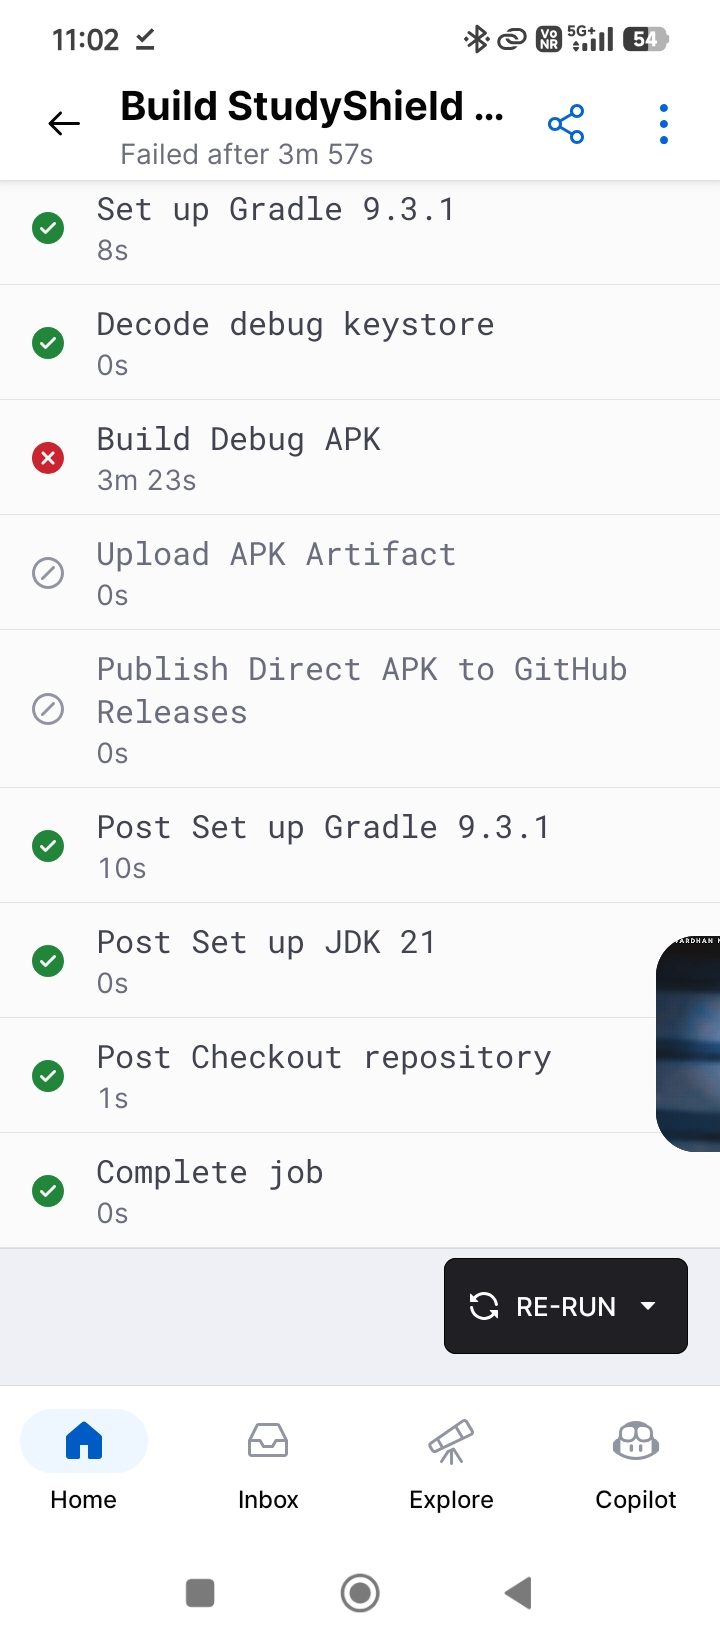 11:02
Vo NR
5G+
54
Build StudyShield ...
Failed after 3m 57s
Set up Gradle 9.3.1
8s
Decode debug keystore
0s
Build Debug APK
3m 23s
Upload APK Artifact
0s
Publish Direct APK to GitHub
Releases
0s
Post Set up Gradle 9.3.1
10s
Post Set up JDK 21
0s
Post Checkout repository
1s
Complete job
0s
RE-RUN
Home
Inbox
Explore
Copilot